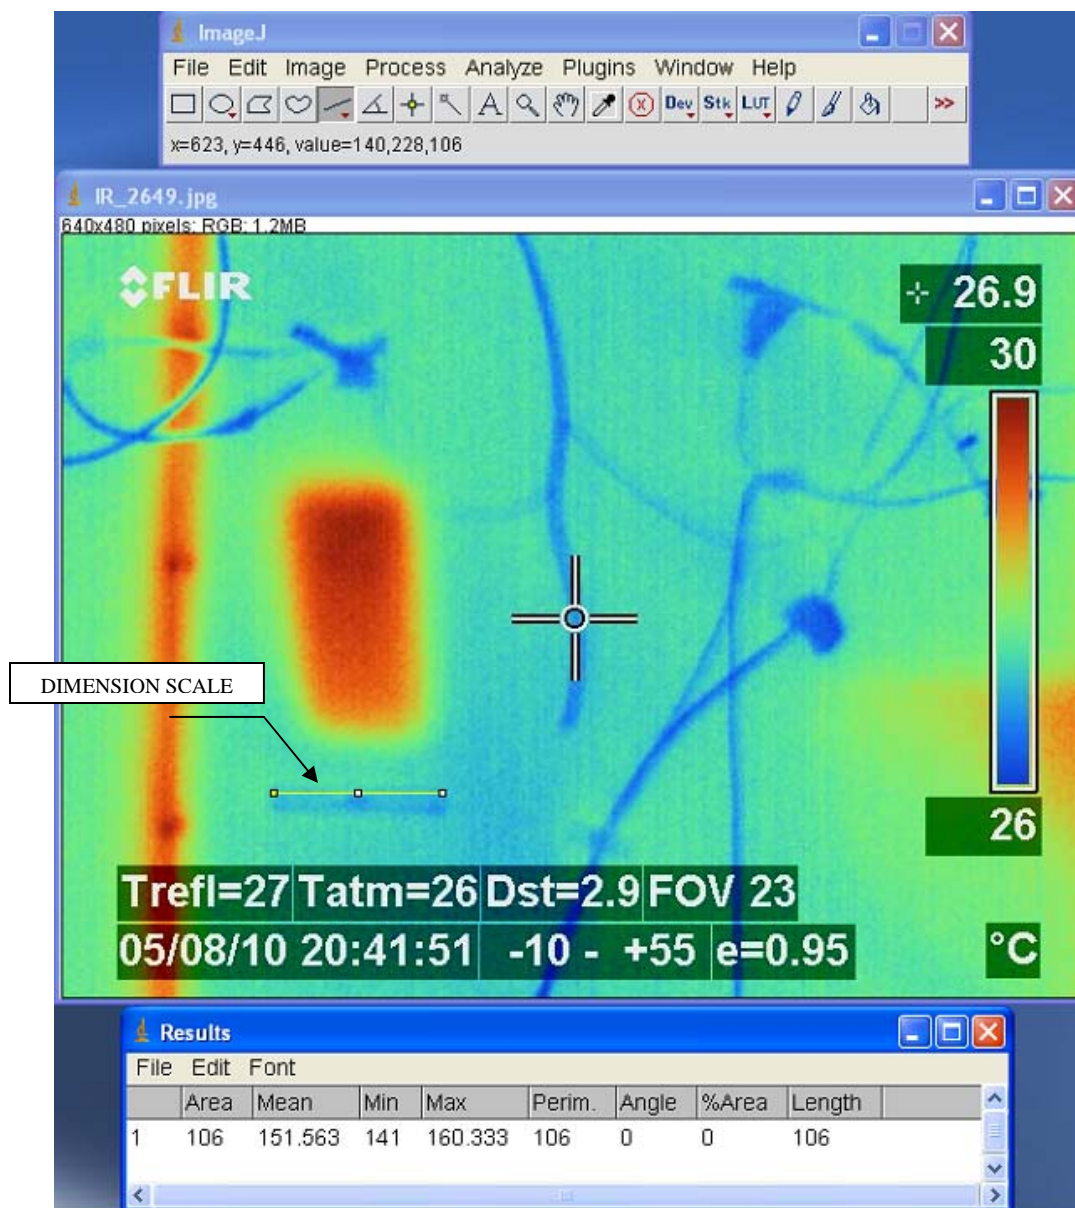 ImageJ
File Edit Image Process Analyze Plugins Window Help
A Dev Stk LUT >>
x=623, y=446, value=140,228,106
IR_2649.jpg
640x480 pixels; RGB; 1.2MB
FLIR
26.9
30
DIMENSION SCALE
26
Trefl=27 Tatm=26 Dst=2.9 FOV 23
05/08/10 20:41:51 -10 - +55 e=0.95 °C
Results
File Edit Font
Area Mean Min Max Perim. Angle %Area Length
1 106 151.563 141 160.333 106 0 0 106